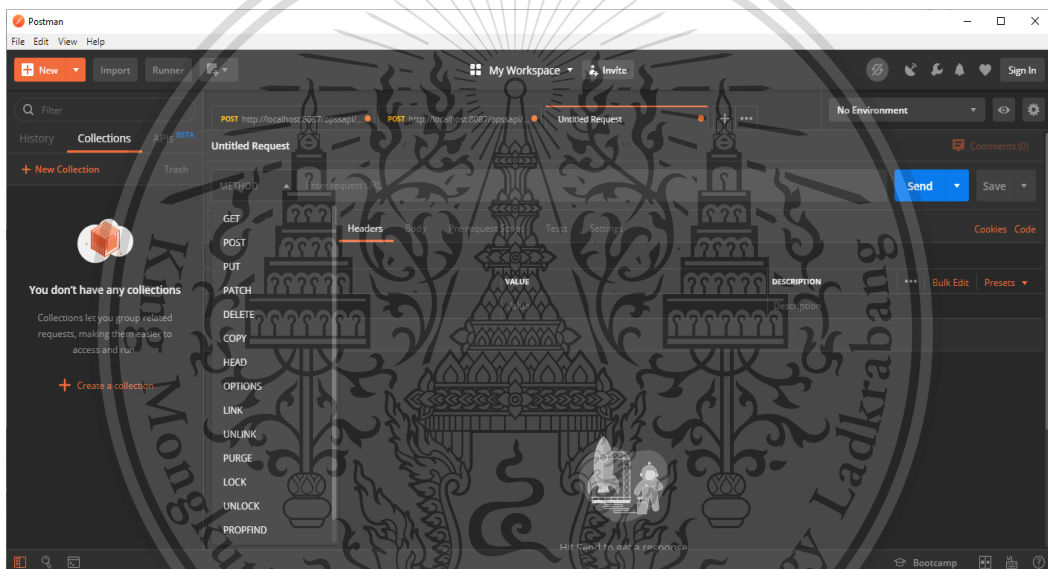 Postman
File Edit View Help
New Import Runner My Workspace Invite Sign In
Filter
POST http://localhost:8087/opssapi/... POST http://localhost:8087/opssapi/... Untitled Request
No Environment
History Collections APIs BETA
Untitled Request Comments (0)
+ New Collection Trash
METHOD Enter request URL Send Save
GET
POST
PUT
PATCH
DELETE
COPY
HEAD
OPTIONS
LINK
UNLINK
PURGE
LOCK
UNLOCK
PROPFIND
Headers Body Pre-request Script Tests Settings Cookies Code
VALUE DESCRIPTION Bulk Edit Presets
Value Description
You don't have any collections
Collections let you group related
requests, making them easier to
access and run.
+ Create a collection
Hit Send to get a response
Bootcamp
King Mongkut
Ladkrabang